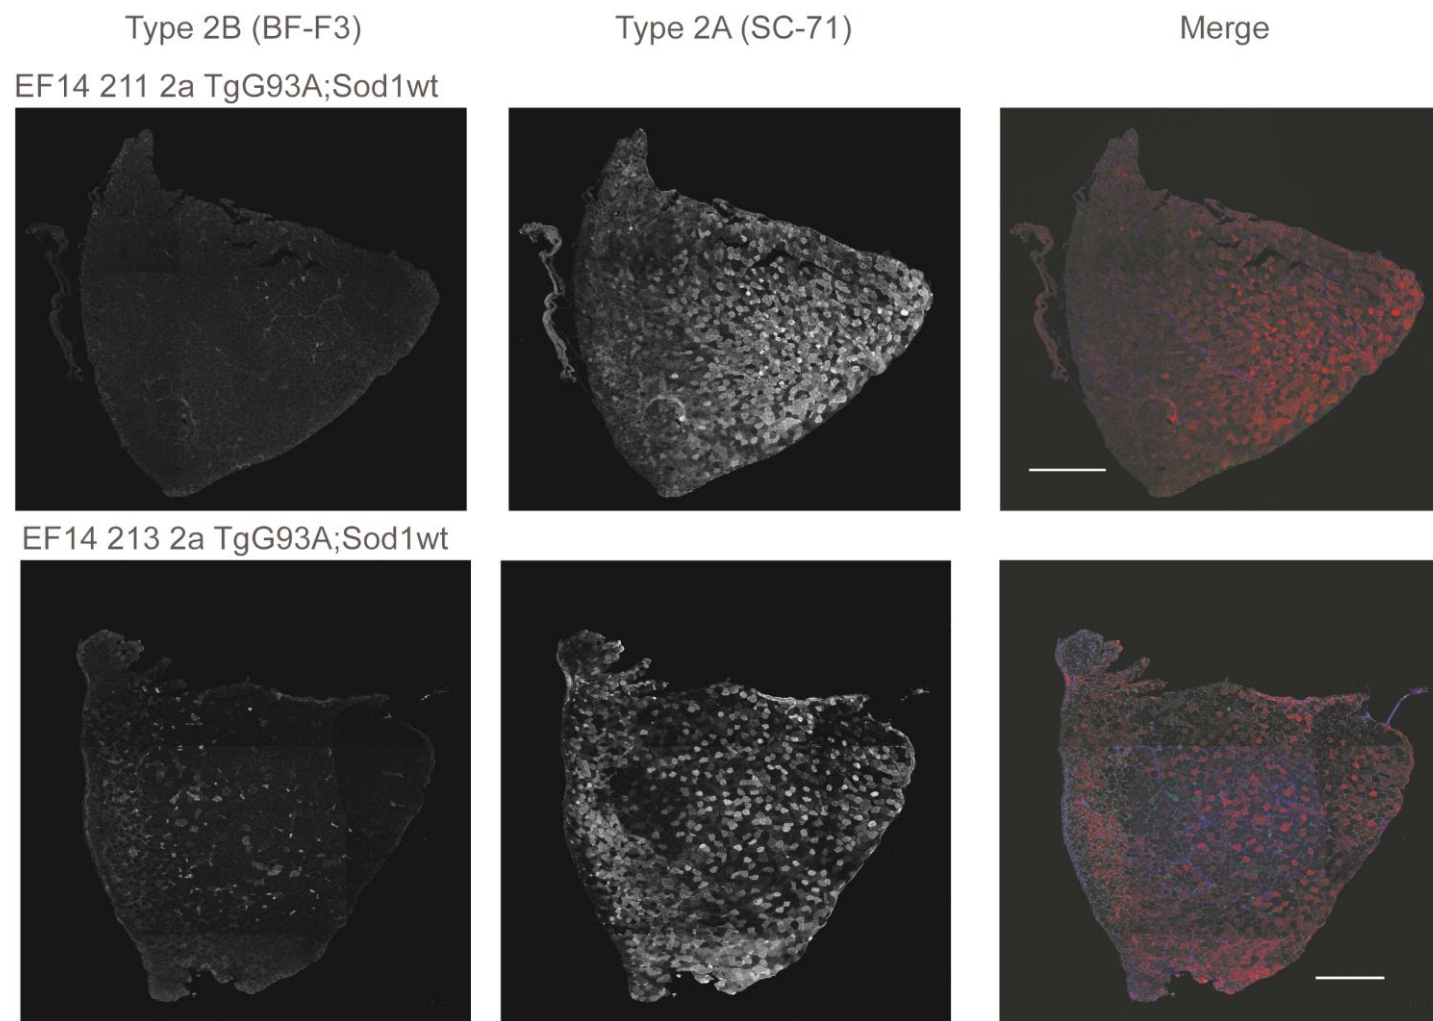 Type 2B (BF-F3) Type 2A (SC-71) Merge
EF14 211 2a TgG93A;Sod1wt
EF14 213 2a TgG93A;Sod1wt